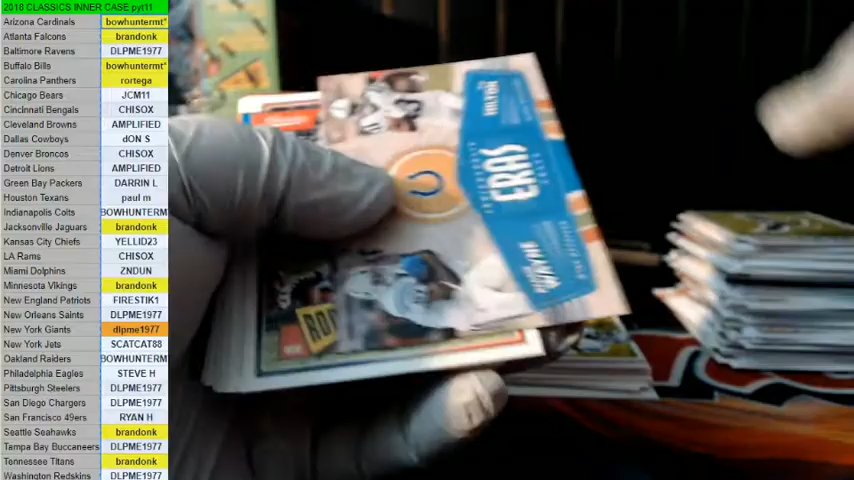 2018 CLASSICS INNER CASE pyt11
Arizona Cardinals bowhuntermt*
Atlanta Falcons brandonk
Baltimore Ravens DLPME1977
Buffalo Bills bowhuntermt*
Carolina Panthers rortega
Chicago Bears JCM11
Cincinnati Bengals CHISOX
Cleveland Browns AMPLIFIED
Dallas Cowboys dON S
Denver Broncos CHISOX
Detroit Lions AMPLIFIED
Green Bay Packers DARRIN L
Houston Texans paul m
Indianapolis Colts BOWHUNTERM
Jacksonville Jaguars brandonk
Kansas City Chiefs YELLID23
LA Rams CHISOX
Miami Dolphins ZNDUN
Minnesota Vikings brandonk
New England Patriots FIRESTIK1
New Orleans Saints DLPME1977
New York Giants dlpme1977
New York Jets SCATCAT88
Oakland Raiders BOWHUNTERM
Philadelphia Eagles STEVE H
Pittsburgh Steelers DLPME1977
San Diego Chargers DLPME1977
San Francisco 49ers RYAN H
Seattle Seahawks brandonk
Tampa Bay Buccaneers DLPME1977
Tennessee Titans brandonk
Washington Redskins DLPME1977
HILTON
ERAS
WAYNE
ROO